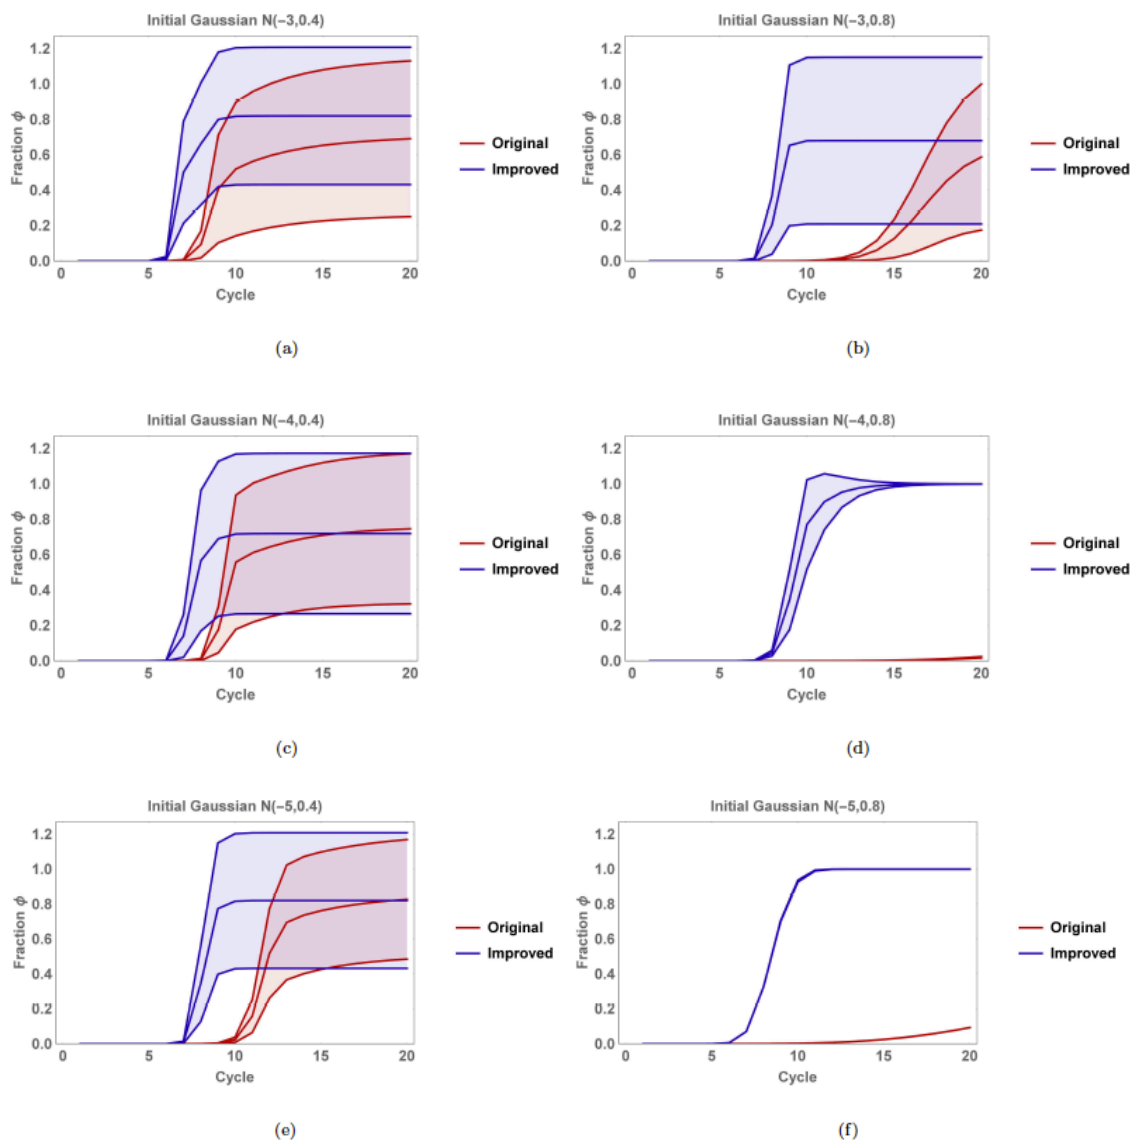 Initial Gaussian N(−3,0.4)
Fraction ϕ
1.2
1.0
0.8
0.6
0.4
0.2
0.0
0 5 10 15 20
Cycle
Original
Improved
(a)
Initial Gaussian N(−3,0.8)
Fraction ϕ
1.2
1.0
0.8
0.6
0.4
0.2
0.0
0 5 10 15 20
Cycle
Original
Improved
(b)
Initial Gaussian N(−4,0.4)
Fraction ϕ
1.2
1.0
0.8
0.6
0.4
0.2
0.0
0 5 10 15 20
Cycle
Original
Improved
(c)
Initial Gaussian N(−4,0.8)
Fraction ϕ
1.2
1.0
0.8
0.6
0.4
0.2
0.0
0 5 10 15 20
Cycle
Original
Improved
(d)
Initial Gaussian N(−5,0.4)
Fraction ϕ
1.2
1.0
0.8
0.6
0.4
0.2
0.0
0 5 10 15 20
Cycle
Original
Improved
(e)
Initial Gaussian N(−5,0.8)
Fraction ϕ
1.2
1.0
0.8
0.6
0.4
0.2
0.0
0 5 10 15 20
Cycle
Original
Improved
(f)